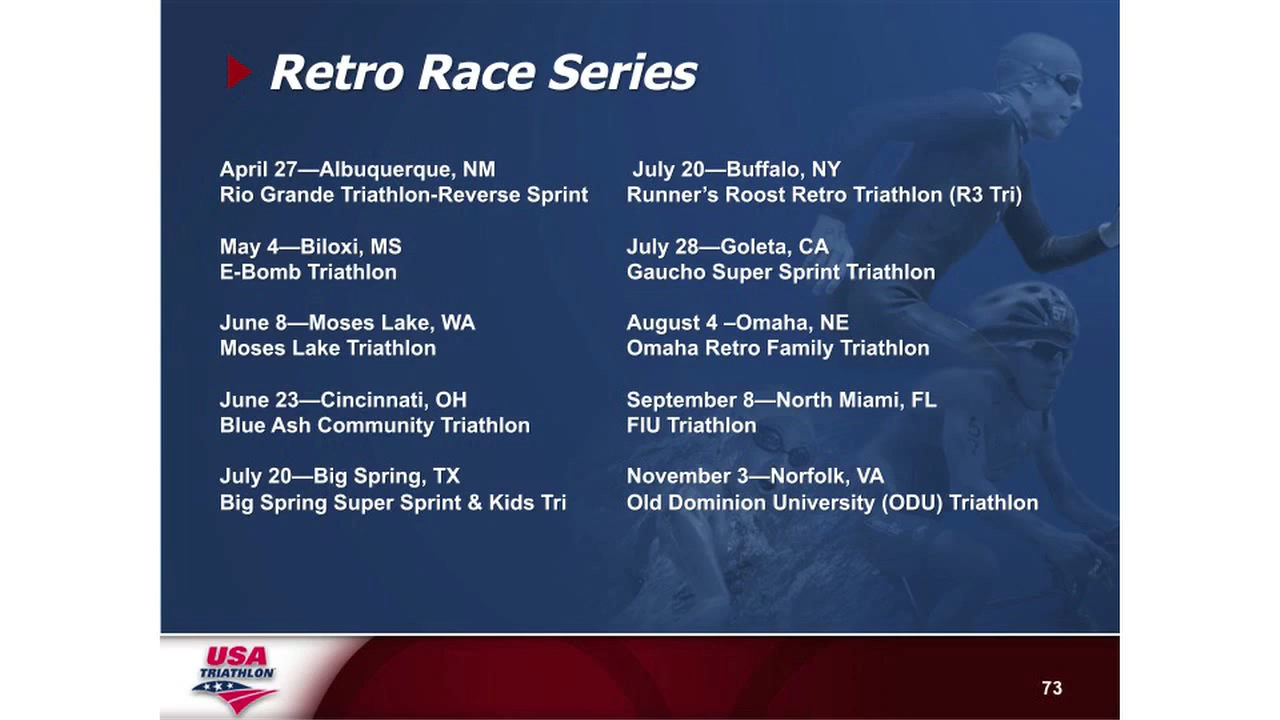 Retro Race Series
April 27—Albuquerque, NM
Rio Grande Triathlon-Reverse Sprint
May 4—Biloxi, MS
E-Bomb Triathlon
June 8—Moses Lake, WA
Moses Lake Triathlon
June 23—Cincinnati, OH
Blue Ash Community Triathlon
July 20—Big Spring, TX
Big Spring Super Sprint & Kids Tri
July 20—Buffalo, NY
Runner’s Roost Retro Triathlon (R3 Tri)
July 28—Goleta, CA
Gaucho Super Sprint Triathlon
August 4 –Omaha, NE
Omaha Retro Family Triathlon
September 8—North Miami, FL
FIU Triathlon
November 3—Norfolk, VA
Old Dominion University (ODU) Triathlon
57
USA
TRIATHLON
73